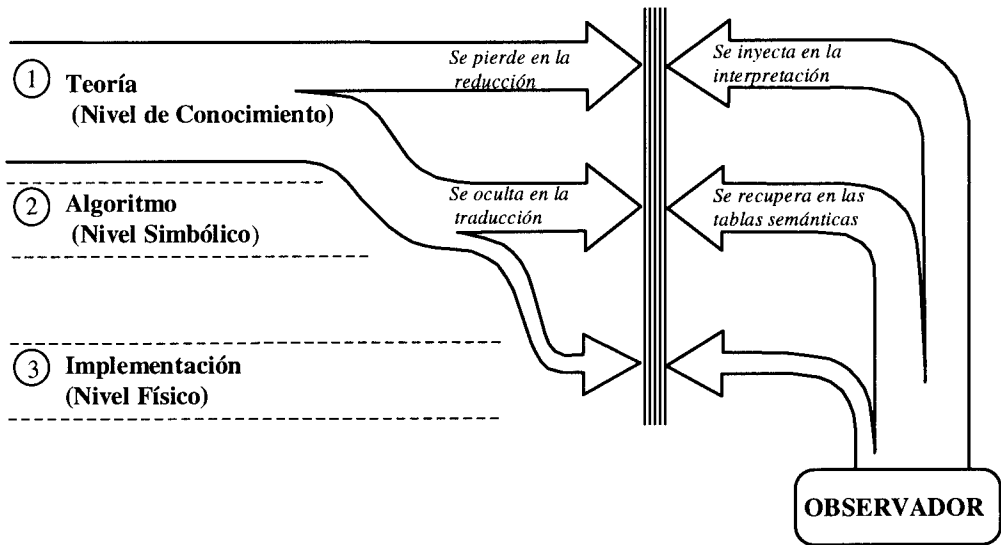 1 Teoría
(Nivel de Conocimiento)
Se pierde en la
reducción
Se inyecta en la
interpretación
2 Algoritmo
(Nivel Simbólico)
Se oculta en la
traducción
Se recupera en las
tablas semánticas
3 Implementación
(Nivel Físico)
OBSERVADOR